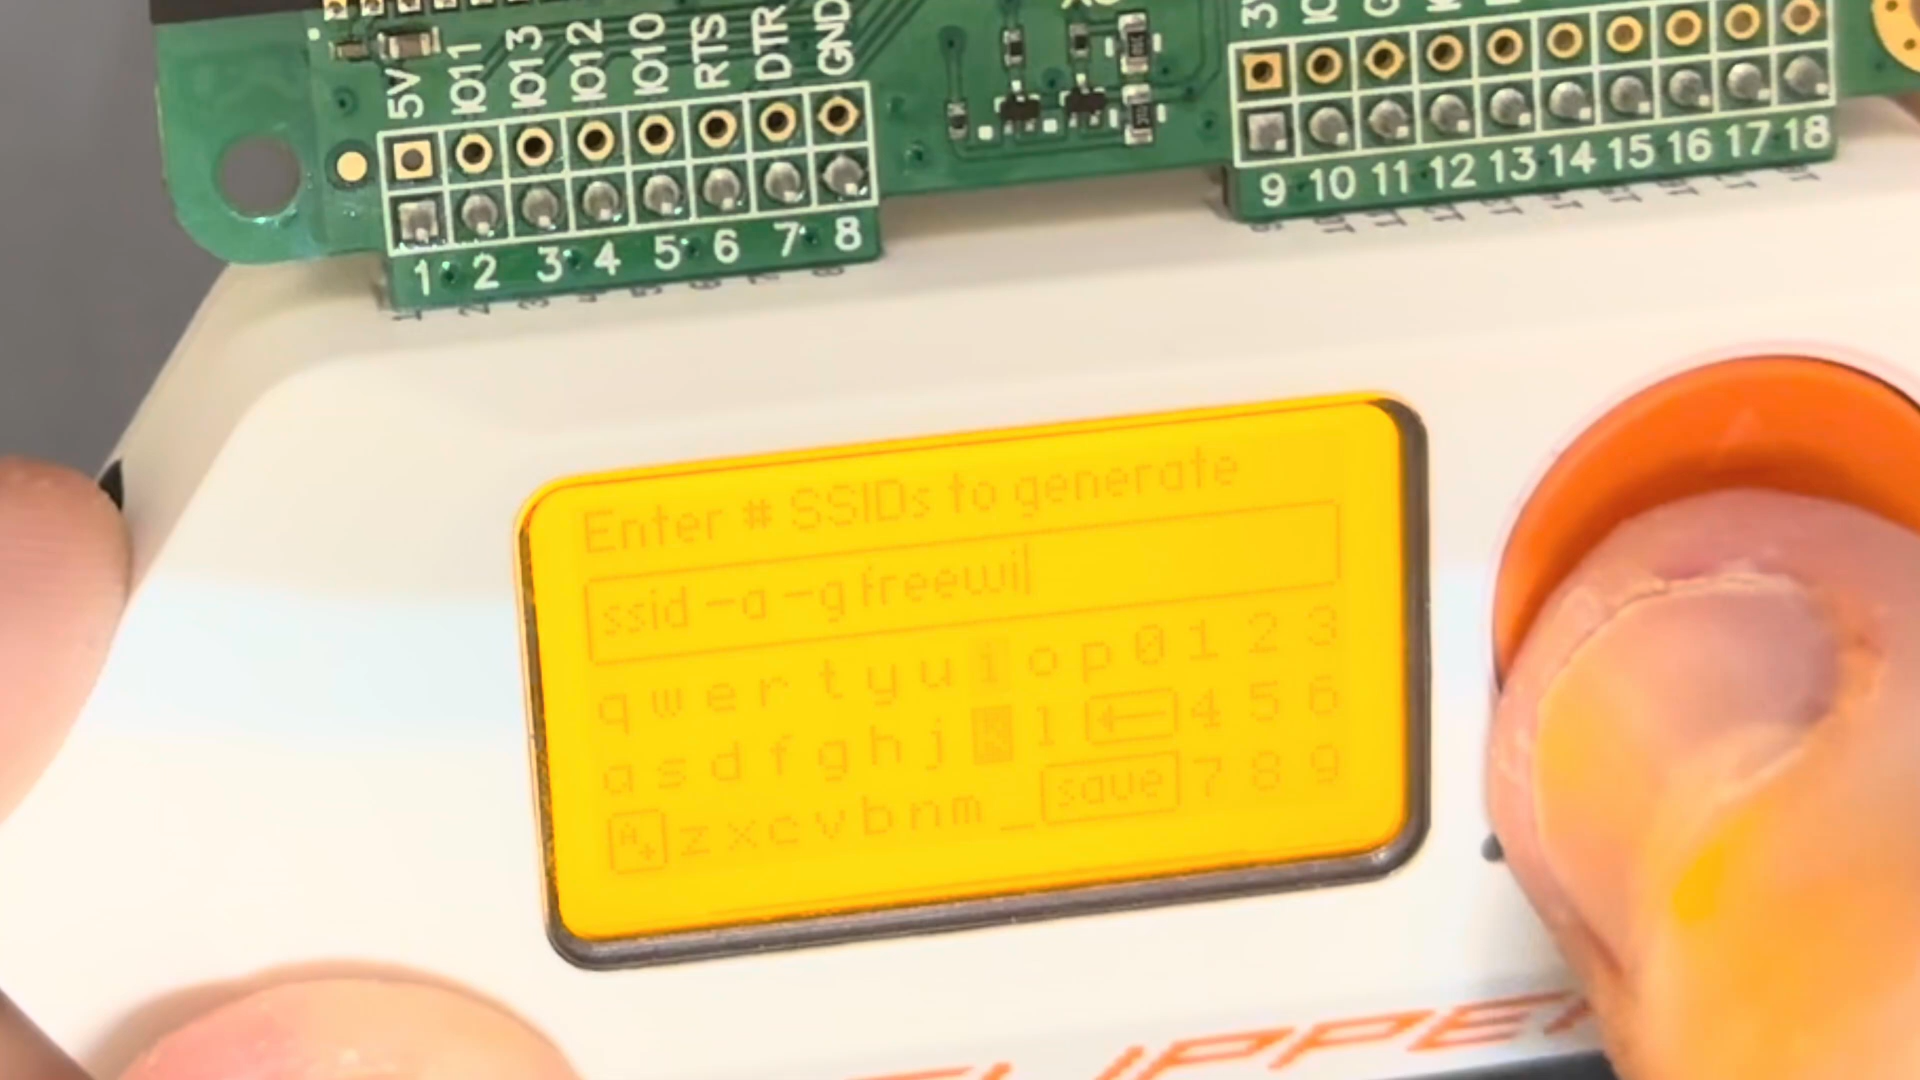 5V IO11 IO13 IO12 IO10 RTS DTR GND
1 2 3 4 5 6 7 8
9 10 11 12 13 14 15 16 17 18
Enter # SSIDs to generate
ssid -a -g freewi
q w e r t y u i o p 0 1 2 3
a s d f g h j k l 4 5 6
z x c v b n m _ save 7 8 9
FLIPPER